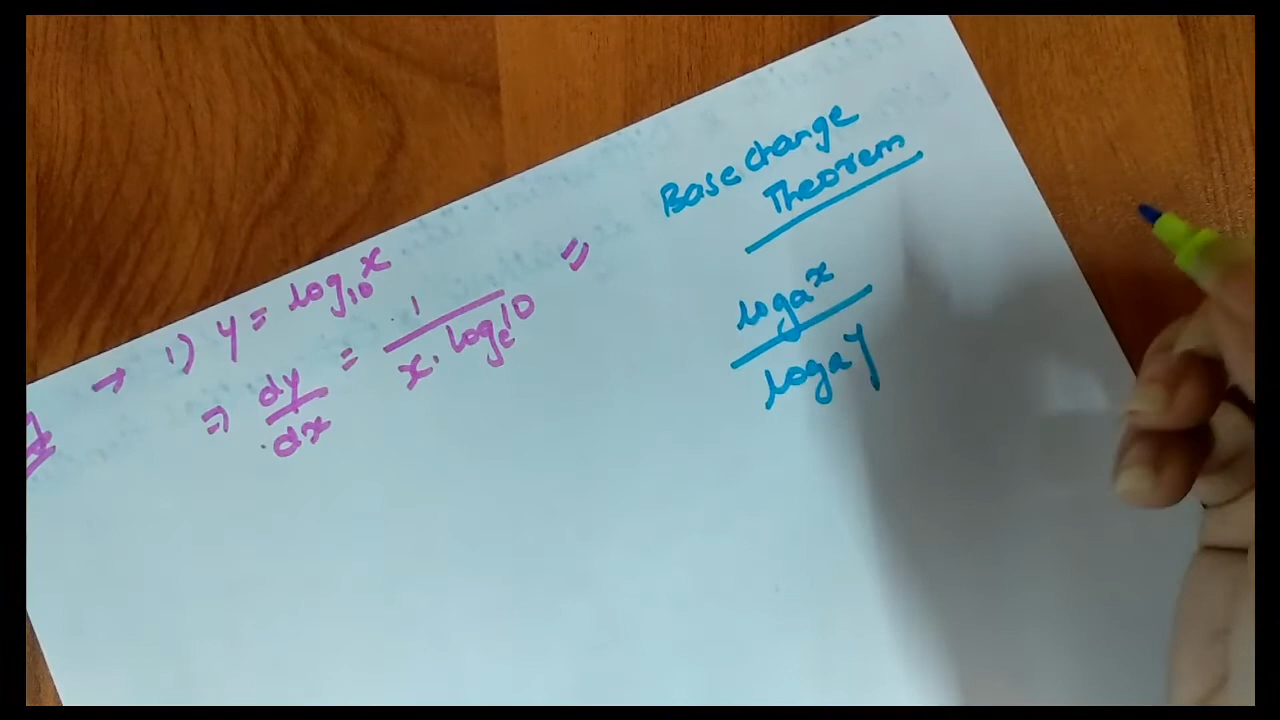 → 1) y = log₁₀x
⇒ dy/dx = 1/(x. logₑ10) =
Base change
Theorem
logₐx
logₐy